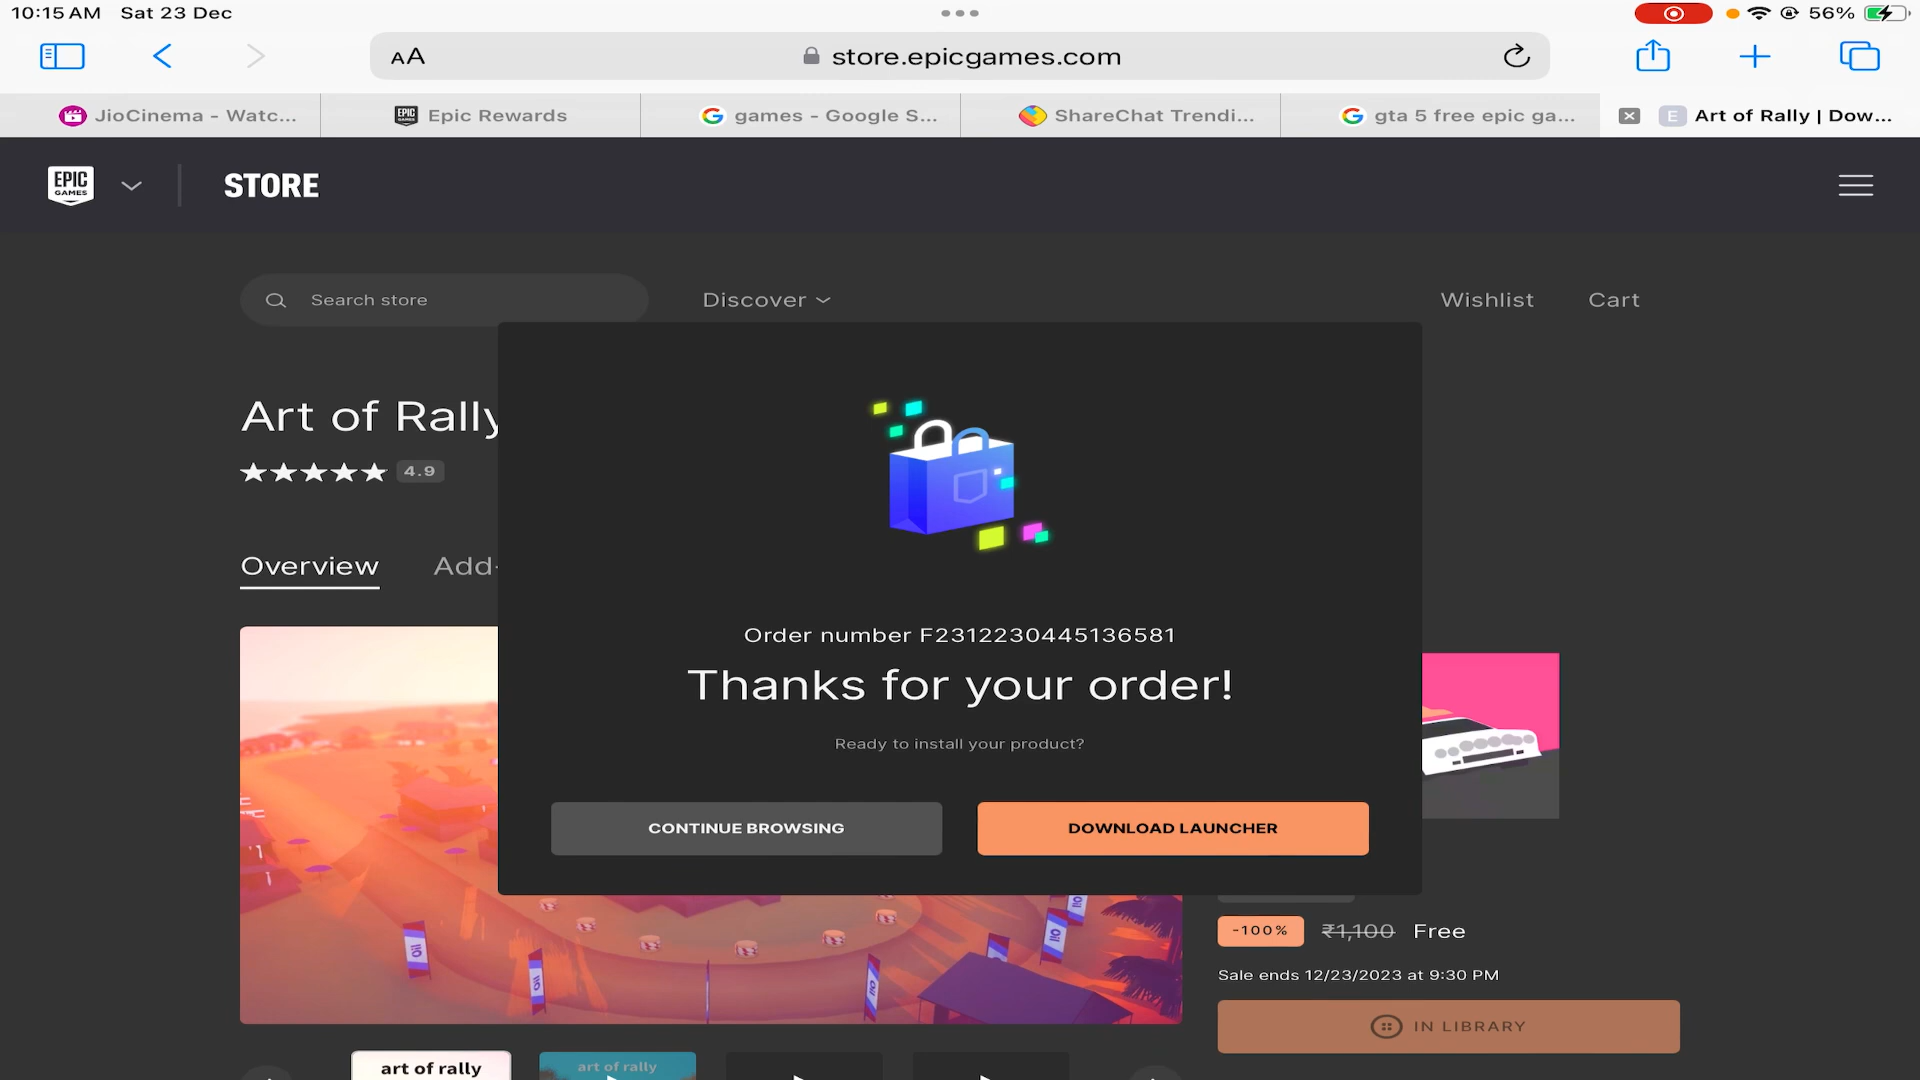 10:15 AM Sat 23 Dec
56%
AA store.epicgames.com
JioCinema - Watc...
Epic Rewards
games - Google S...
ShareChat Trendi...
gta 5 free epic ga...
E Art of Rally | Dow...
EPIC GAMES
STORE
Search store
Discover
Wishlist
Cart
Art of Rally
4.9
Overview
Add-
Order number F2312230445136581
Thanks for your order!
Ready to install your product?
CONTINUE BROWSING
DOWNLOAD LAUNCHER
-100% ₹1,100 Free
Sale ends 12/23/2023 at 9:30 PM
IN LIBRARY
art of rally
art of rally